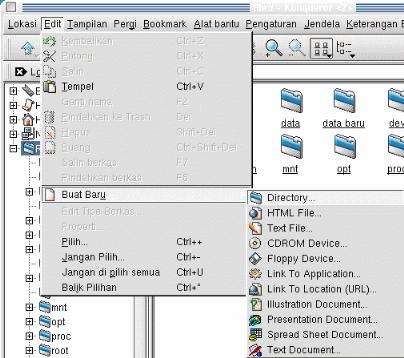 Konqueror <2>
Lokasi Edit Tampilan Pergi Bookmark Alat bantu Pengaturan Jendela Keterangan
Kembalikan Ctrl+Z
Potong Ctrl+X
Salin Ctrl+C
Tempel Ctrl+V
Ganti nama F2
Pindahkan ke Trash Del
Hapus Shift+Del
Buang Ctrl+Shift+Del
Salin berkas F7
Pindahkan berkas F8
Buat Baru
Edit Tipe Berkas ...
Properti...
Pilih... Ctrl++
Jangan Pilih... Ctrl+-
Jangan di pilih semua Ctrl+U
Balik Pilihan Ctrl+*
Directory...
HTML File...
Text File...
CDROM Device...
Floppy Device...
Link To Application...
Link To Location (URL)...
Illustration Document...
Presentation Document...
Spread Sheet Document...
Text Document...
data
data baru
dev
mnt
opt
proc
mnt
opt
proc
root